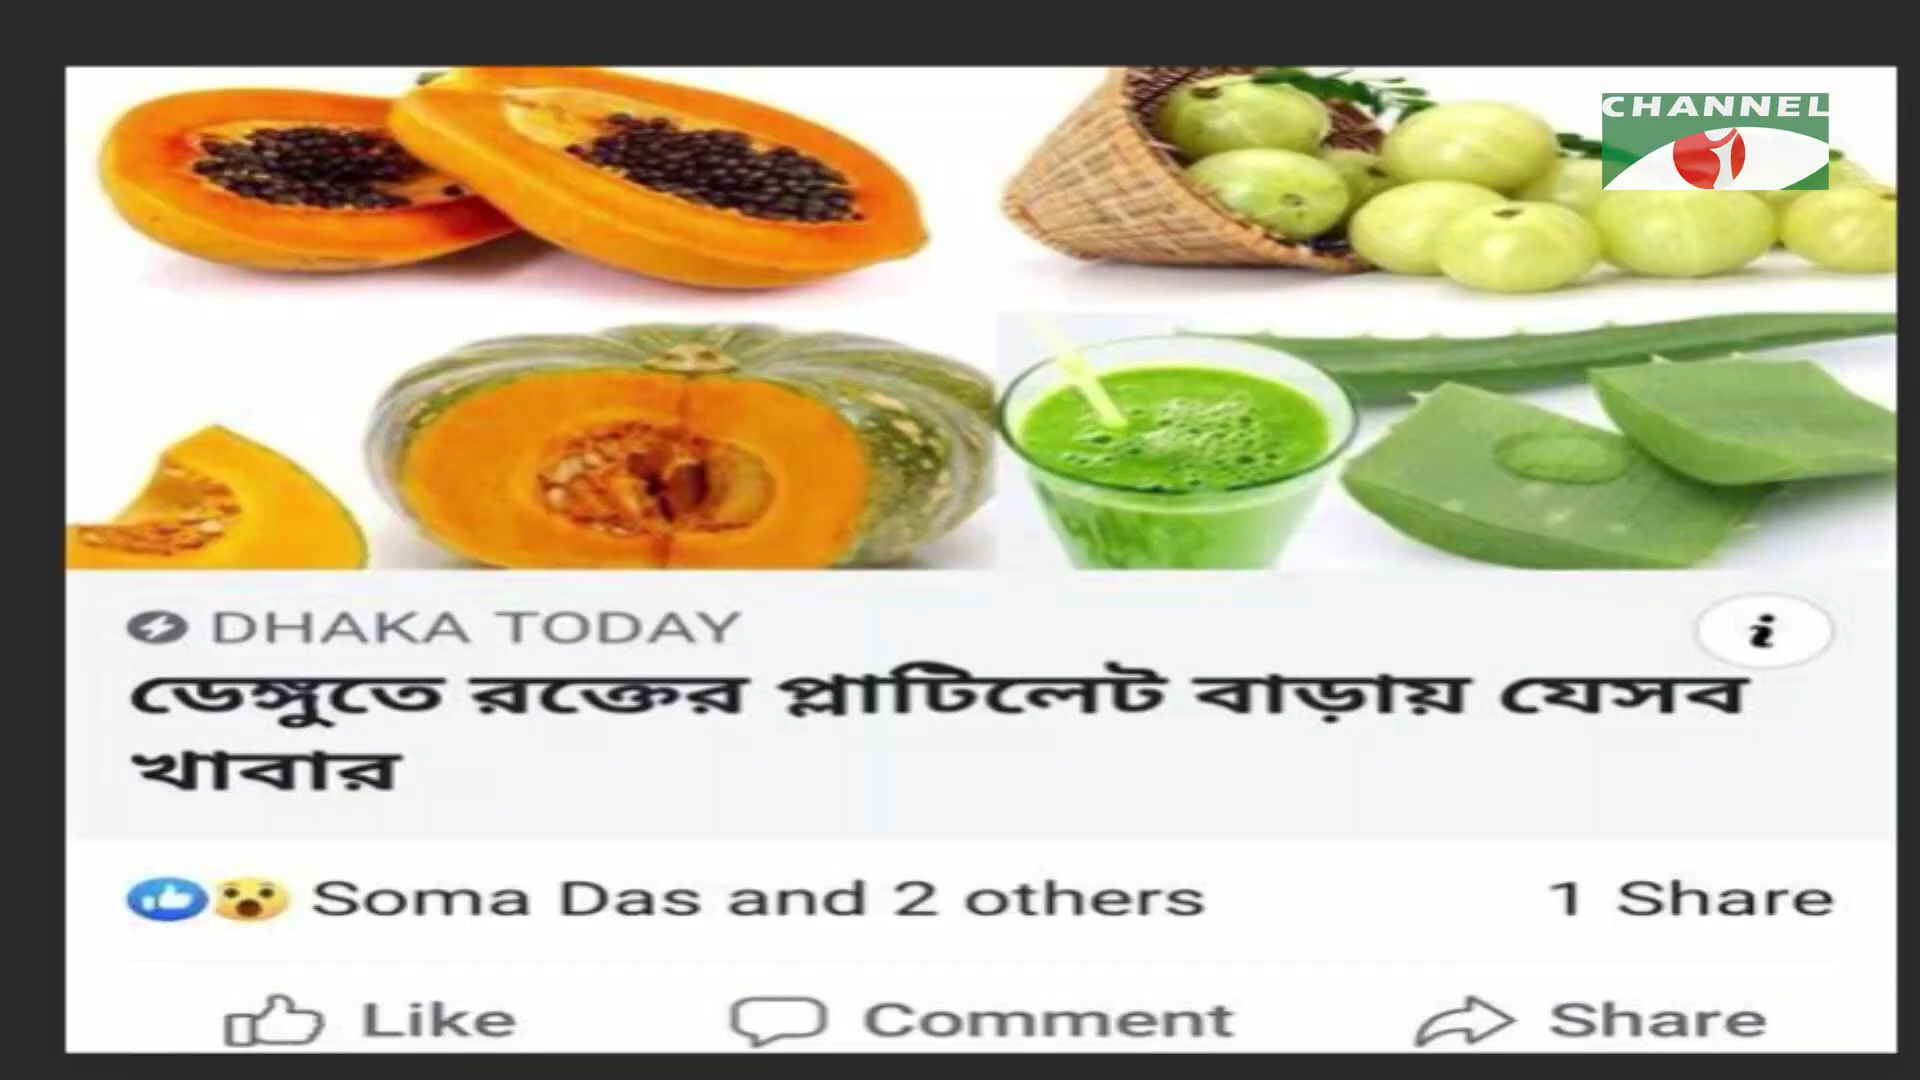 CHANNEL
DHAKA TODAY
i
ডেঙ্গুতে রক্তের প্লাটিলেট বাড়ায় যেসব
খাবার
Soma Das and 2 others
1 Share
Like
Comment
Share